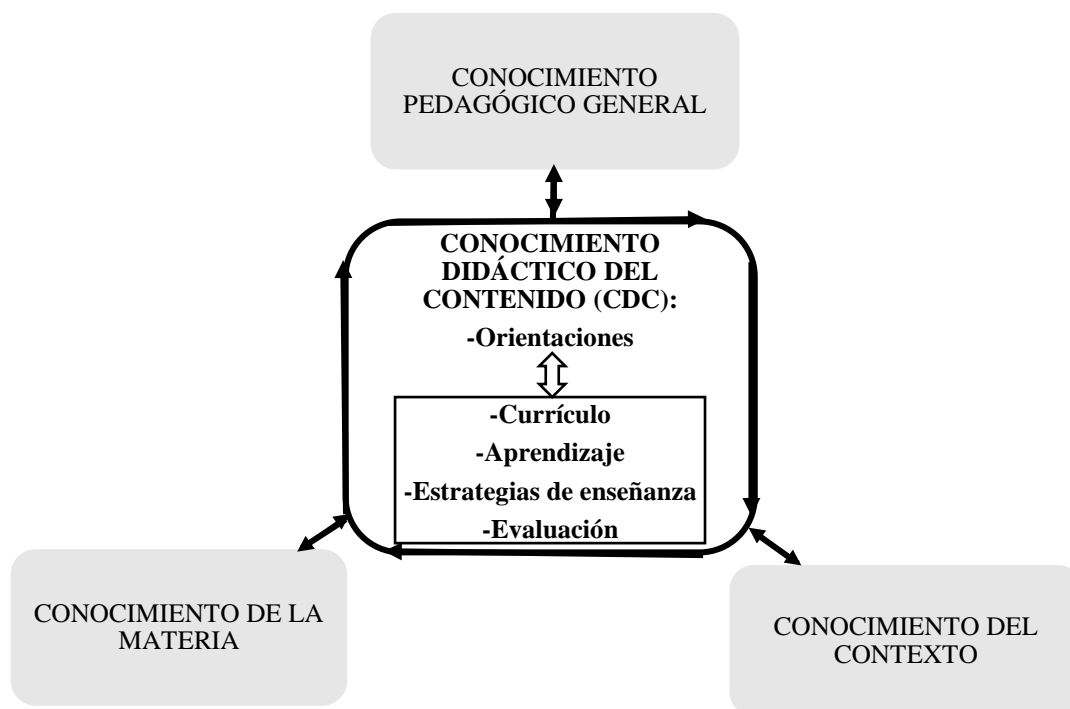 CONOCIMIENTO
PEDAGÓGICO GENERAL
CONOCIMIENTO
DIDÁCTICO DEL
CONTENIDO (CDC):
-Orientaciones
-Currículo
-Aprendizaje
-Estrategias de enseñanza
-Evaluación
CONOCIMIENTO DE LA
MATERIA
CONOCIMIENTO DEL
CONTEXTO